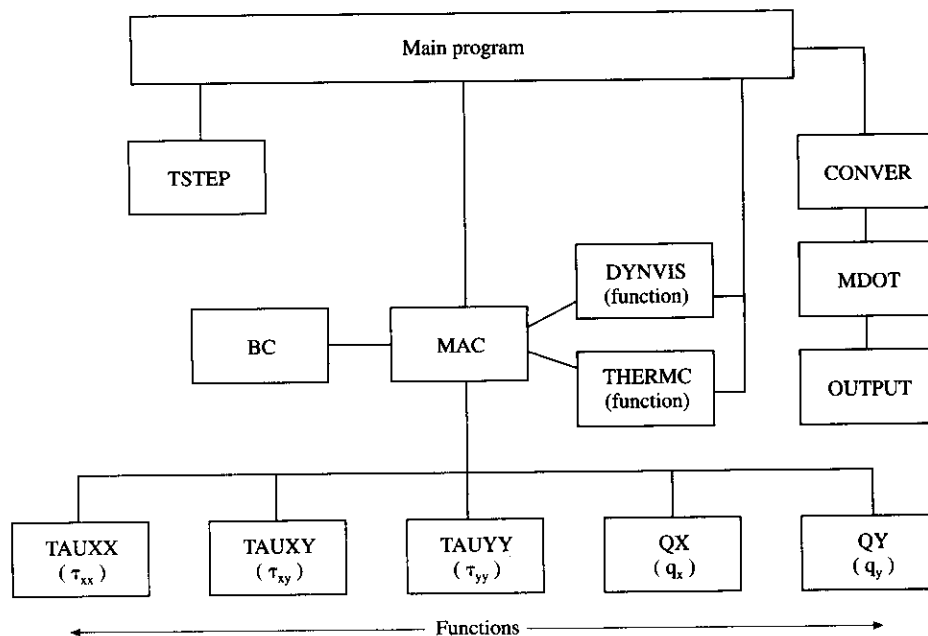 Main program
TSTEP
CONVER
DYNVIS
(function)
MDOT
BC
MAC
THERMC
(function)
OUTPUT
TAUXX
( τxx )
TAUXY
( τxy )
TAUYY
( τyy )
QX
( qx )
QY
( qy )
Functions